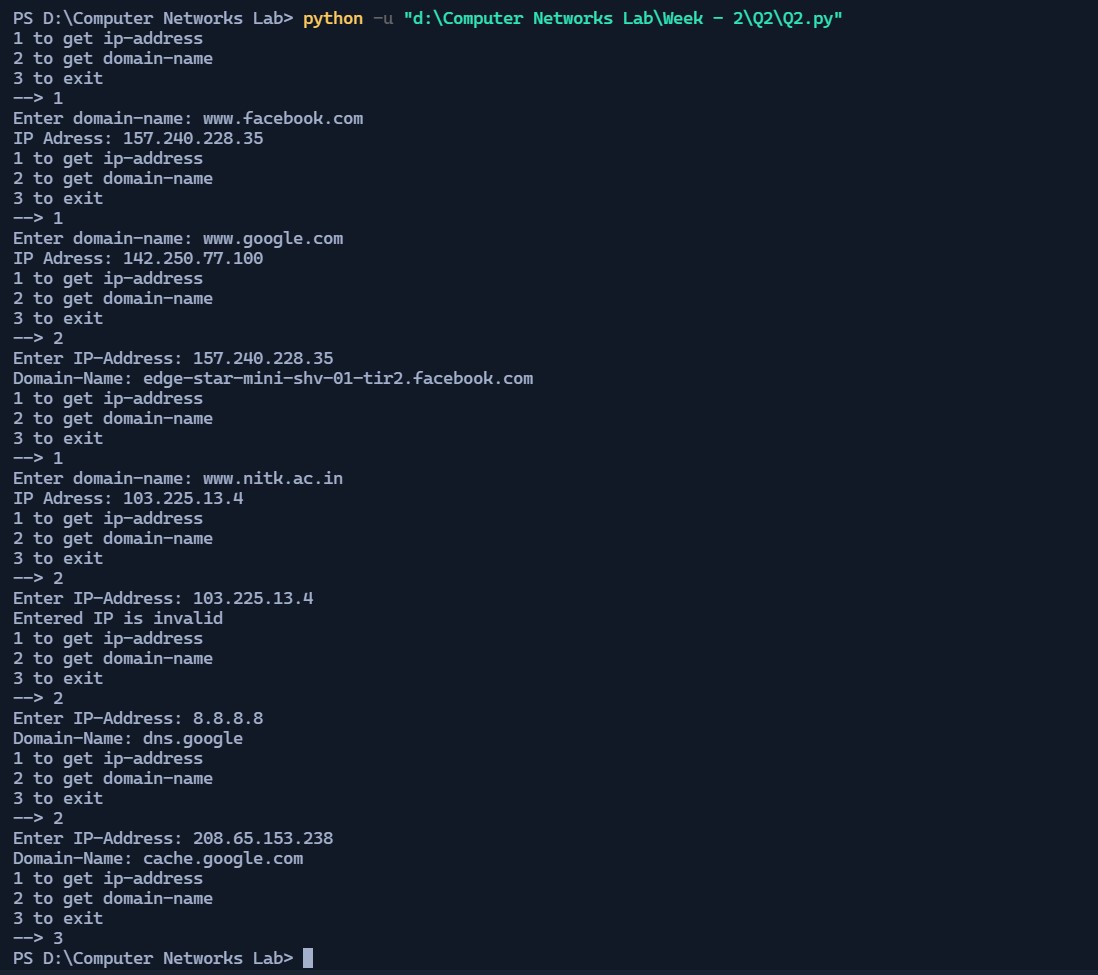 PS D:\Computer Networks Lab> python -u "d:\Computer Networks Lab\Week - 2\Q2\Q2.py"
1 to get ip-address
2 to get domain-name
3 to exit
--> 1
Enter domain-name: www.facebook.com
IP Adress: 157.240.228.35
1 to get ip-address
2 to get domain-name
3 to exit
--> 1
Enter domain-name: www.google.com
IP Adress: 142.250.77.100
1 to get ip-address
2 to get domain-name
3 to exit
--> 2
Enter IP-Address: 157.240.228.35
Domain-Name: edge-star-mini-shv-01-tir2.facebook.com
1 to get ip-address
2 to get domain-name
3 to exit
--> 1
Enter domain-name: www.nitk.ac.in
IP Adress: 103.225.13.4
1 to get ip-address
2 to get domain-name
3 to exit
--> 2
Enter IP-Address: 103.225.13.4
Entered IP is invalid
1 to get ip-address
2 to get domain-name
3 to exit
--> 2
Enter IP-Address: 8.8.8.8
Domain-Name: dns.google
1 to get ip-address
2 to get domain-name
3 to exit
--> 2
Enter IP-Address: 208.65.153.238
Domain-Name: cache.google.com
1 to get ip-address
2 to get domain-name
3 to exit
--> 3
PS D:\Computer Networks Lab>